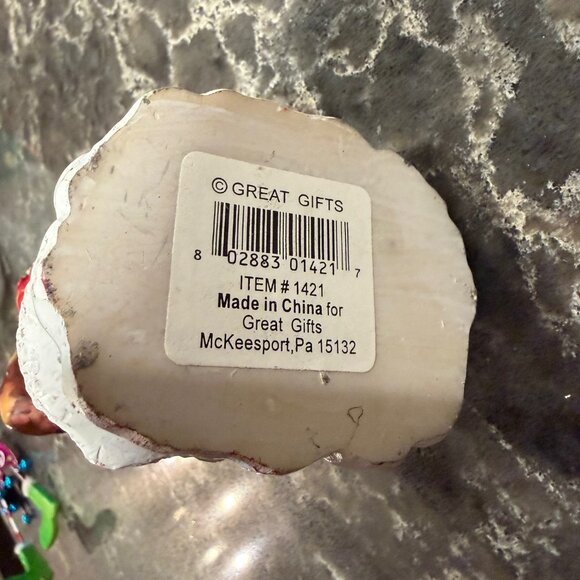 © GREAT GIFTS
8 02883 01421 7
ITEM # 1421
Made in China for
Great Gifts
McKeesport,Pa 15132